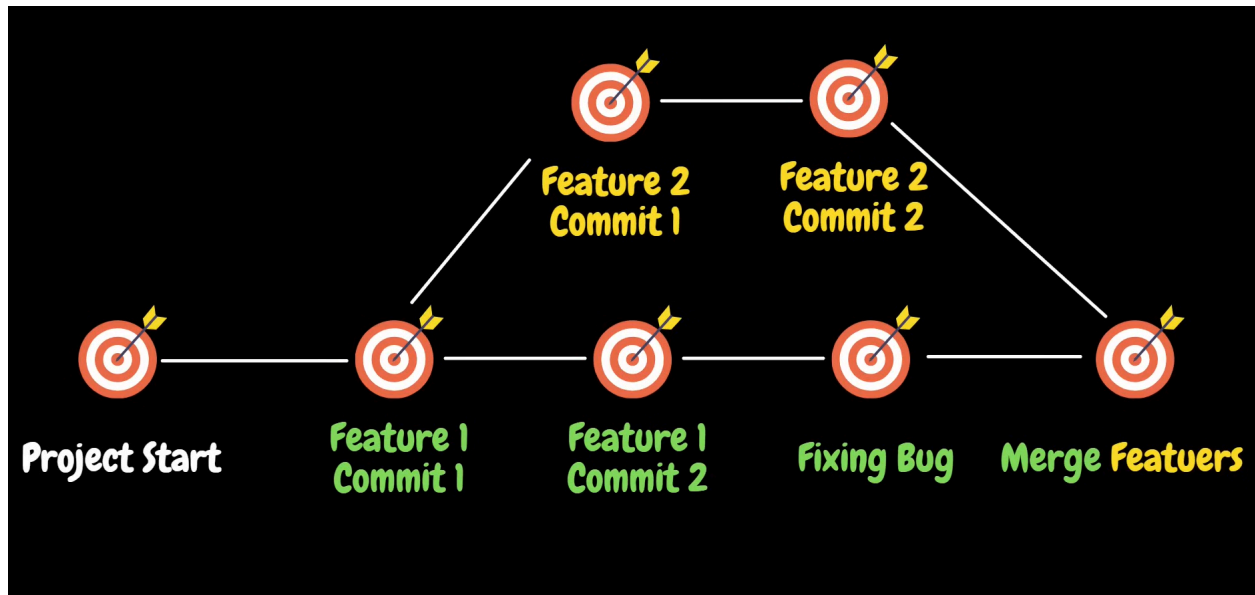 Feature 2
Commit 1
Feature 2
Commit 2
Project Start
Feature 1
Commit 1
Feature 1
Commit 2
Fixing Bug
Merge Featuers